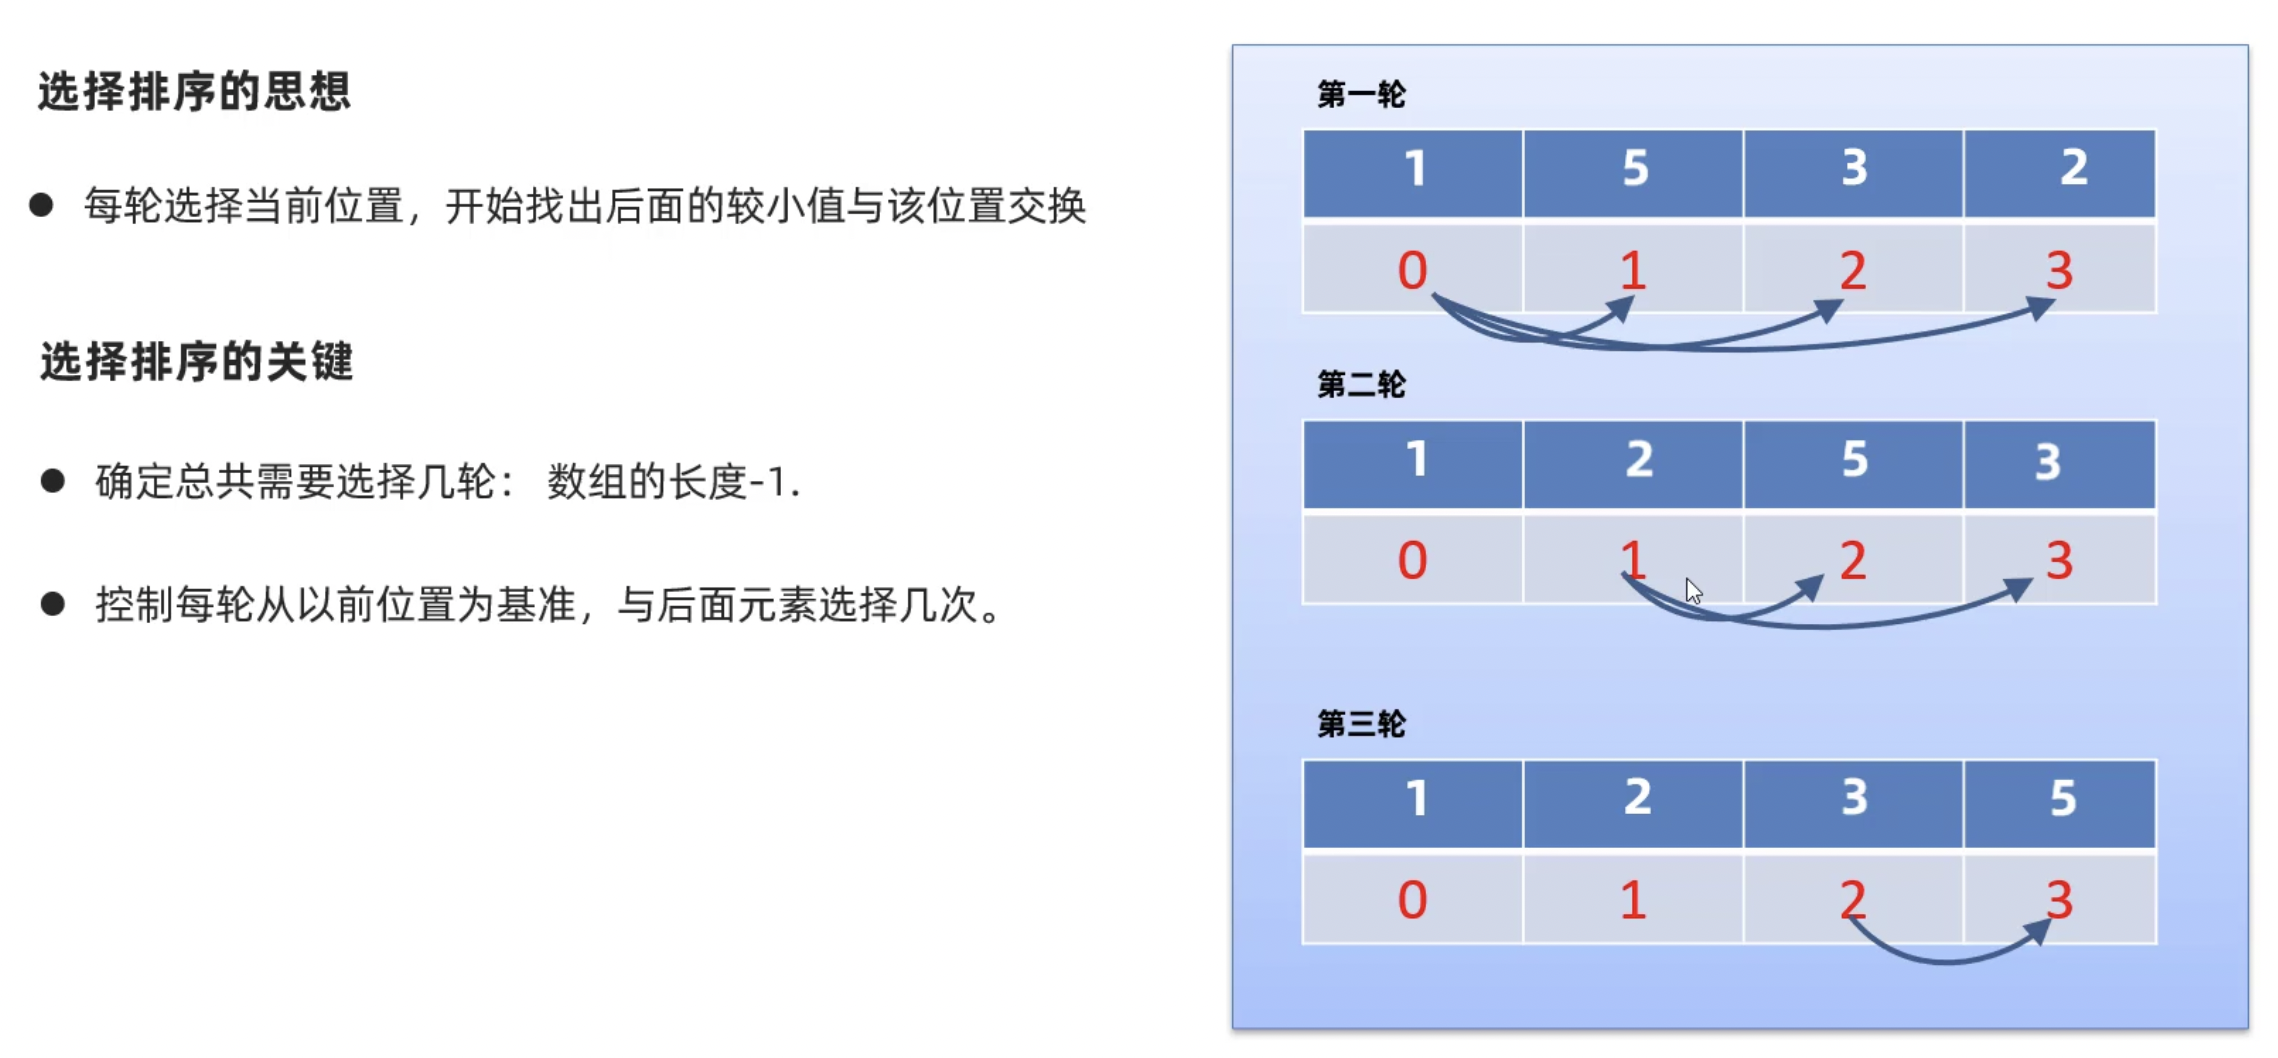 选择排序的思想
● 每轮选择当前位置，开始找出后面的较小值与该位置交换
选择排序的关键
● 确定总共需要选择几轮： 数组的长度-1.
● 控制每轮从以前位置为基准，与后面元素选择几次。
第一轮
1 5 3 2
0 1 2 3
第二轮
1 2 5 3
0 1 2 3
第三轮
1 2 3 5
0 1 2 3